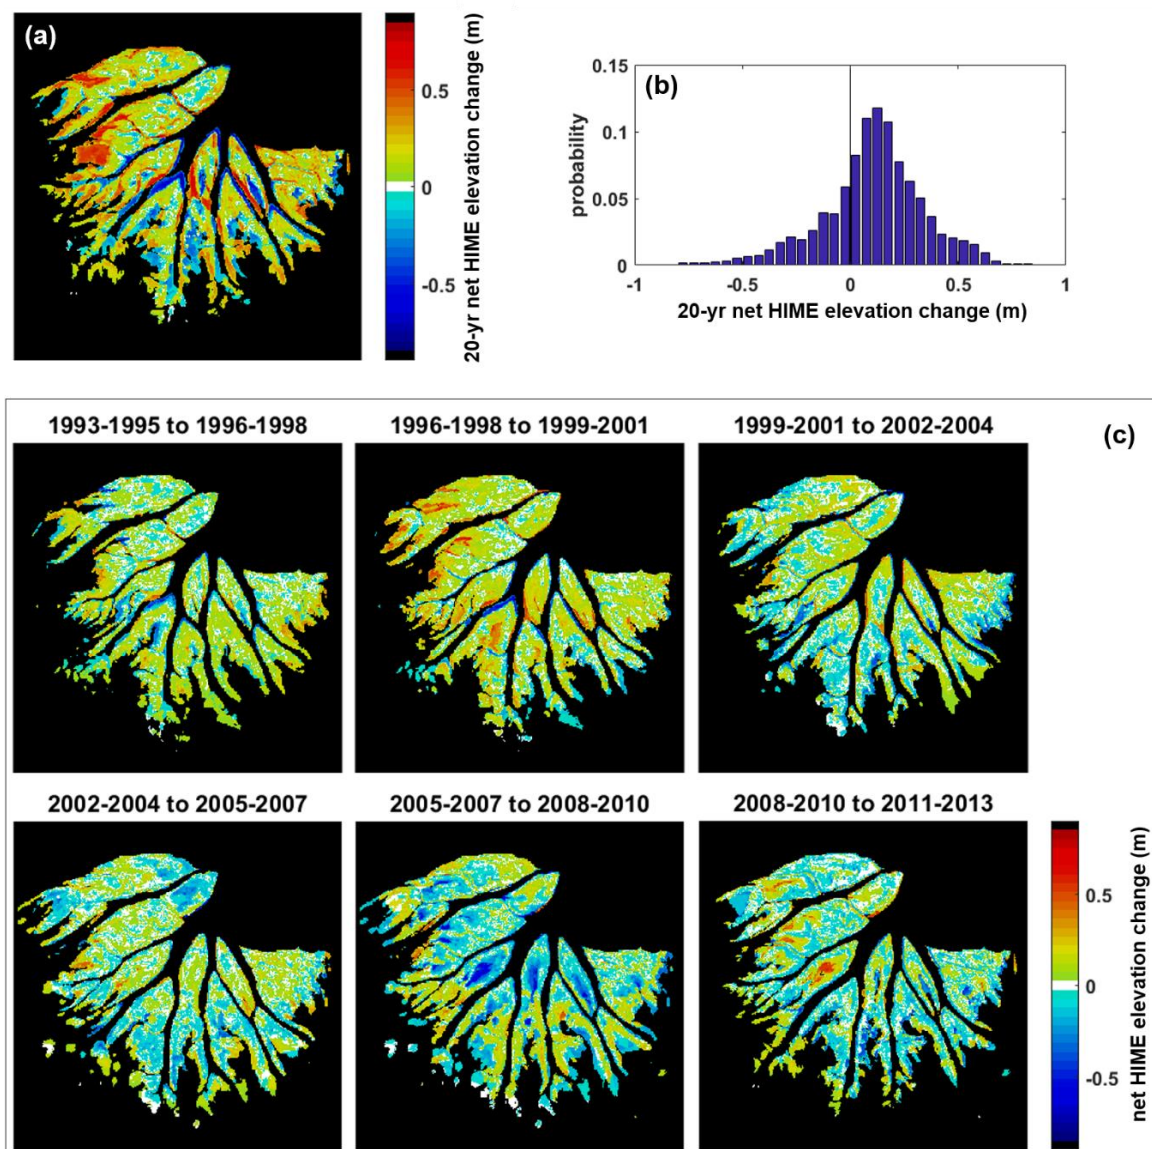 (a)
0.5
0
-0.5
20-yr net HIME elevation change (m)
(b)
0.15
0.1
0.05
0
probability
-1
-0.5
0
0.5
1
20-yr net HIME elevation change (m)
(c)
1993-1995 to 1996-1998
1996-1998 to 1999-2001
1999-2001 to 2002-2004
2002-2004 to 2005-2007
2005-2007 to 2008-2010
2008-2010 to 2011-2013
0.5
0
-0.5
net HIME elevation change (m)